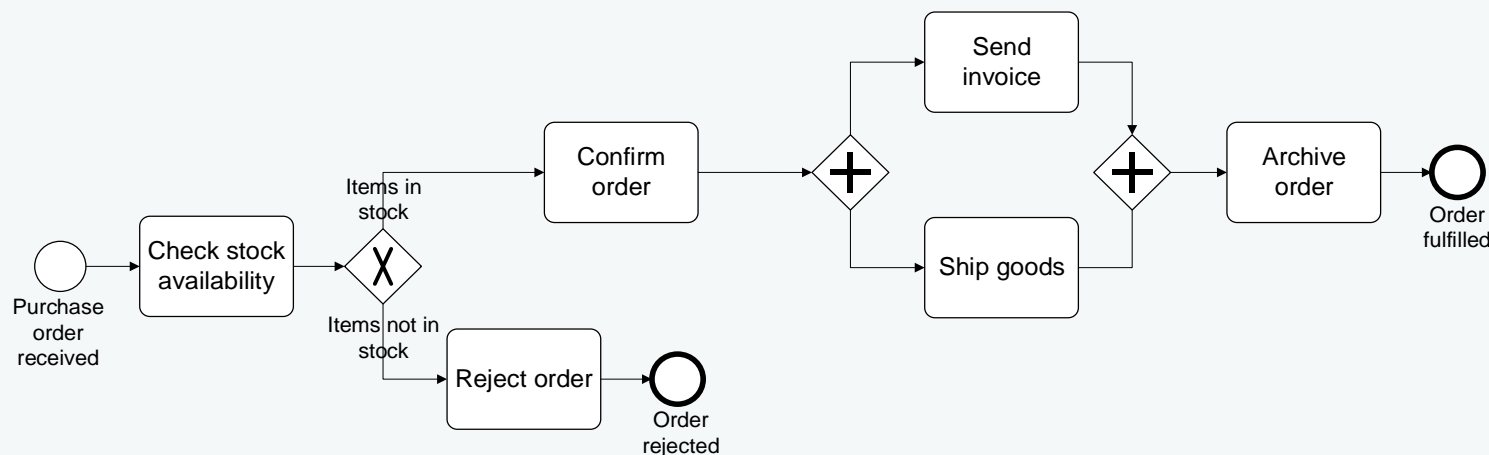 Purchase
order
received
Check stock
availability
Items in
stock
Items not in
stock
Confirm
order
Reject order
Order
rejected
Send
invoice
Ship goods
Archive
order
Order
fulfilled